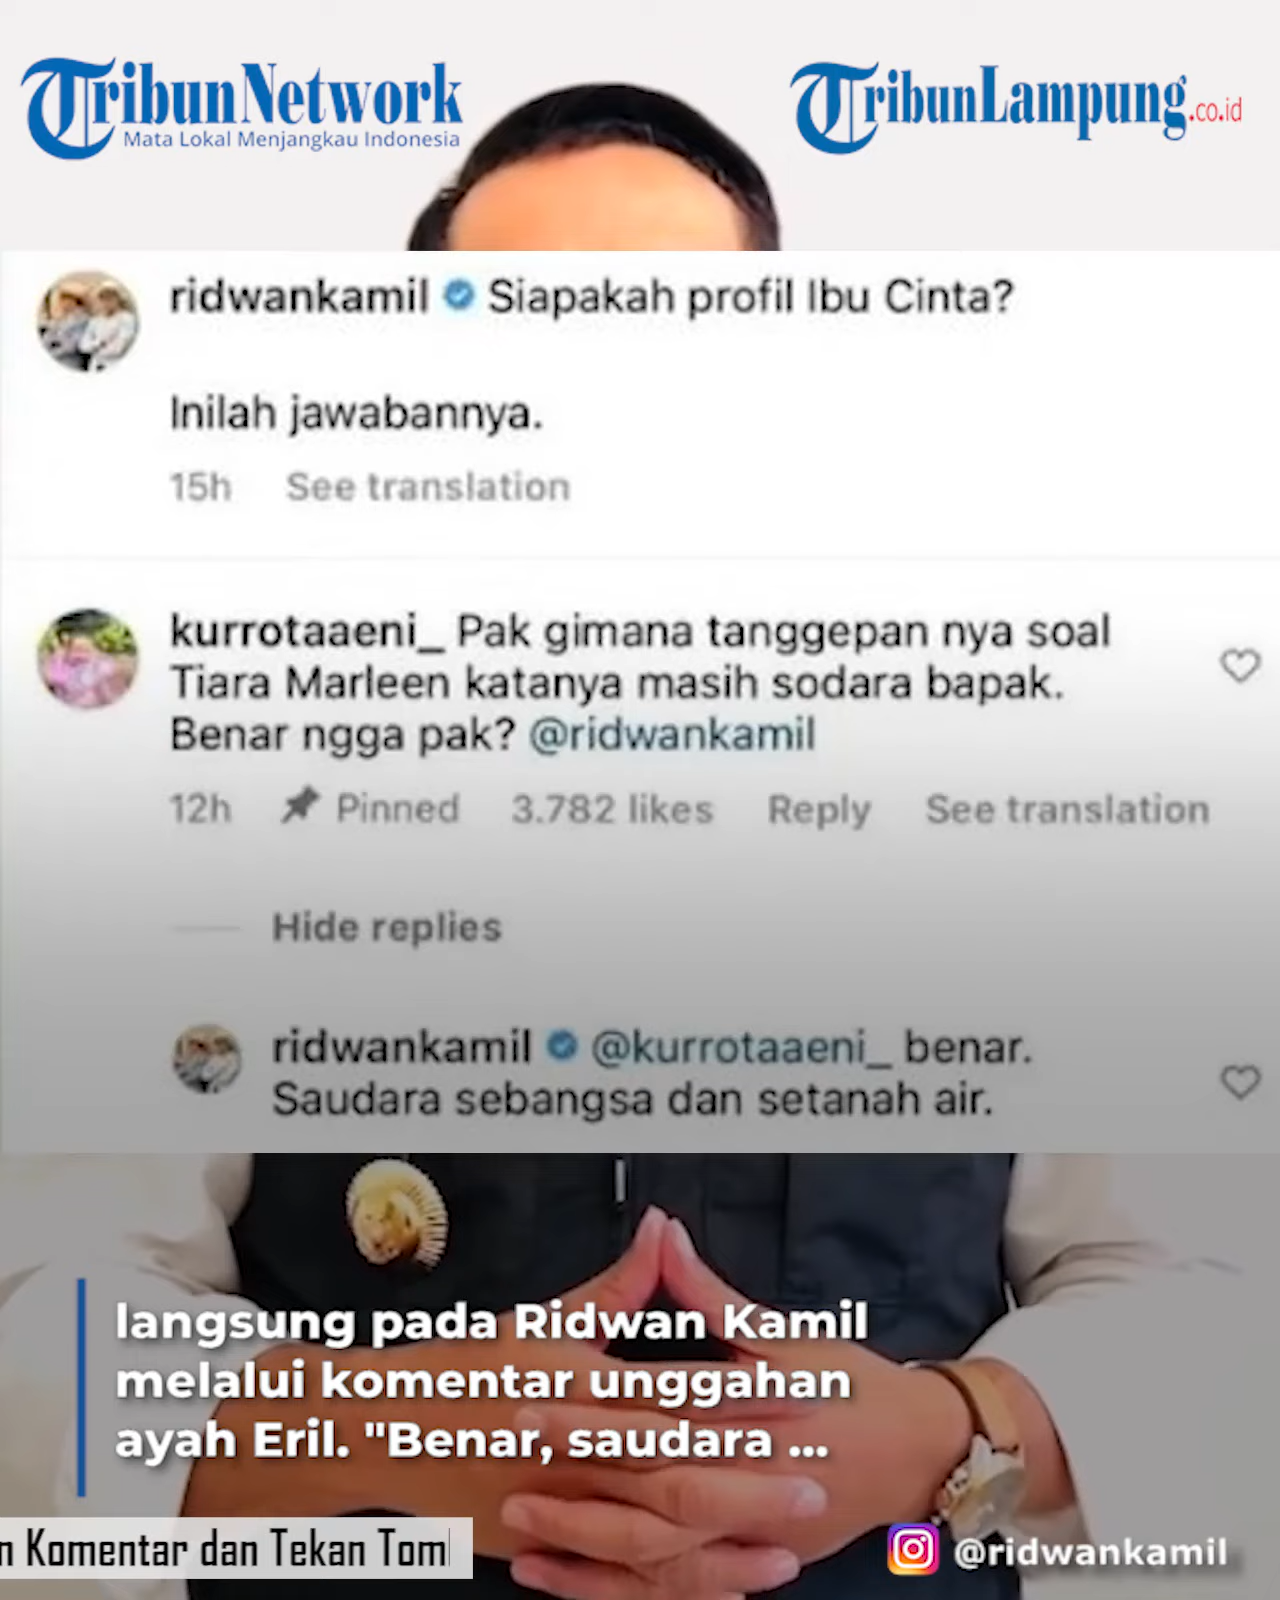 TribunNetwork
Mata Lokal Menjangkau Indonesia
TribunLampung.co.id
ridwankamil Siapakah profil Ibu Cinta?
Inilah jawabannya.
15h See translation
kurrotaaeni_ Pak gimana tanggepan nya soal
Tiara Marleen katanya masih sodara bapak.
Benar ngga pak? @ridwankamil
12h Pinned 3.782 likes Reply See translation
Hide replies
ridwankamil @kurrotaaeni_ benar.
Saudara sebangsa dan setanah air.
langsung pada Ridwan Kamil
melalui komentar unggahan
ayah Eril. "Benar, saudara ...
n Komentar dan Tekan Tom
@ridwankamil